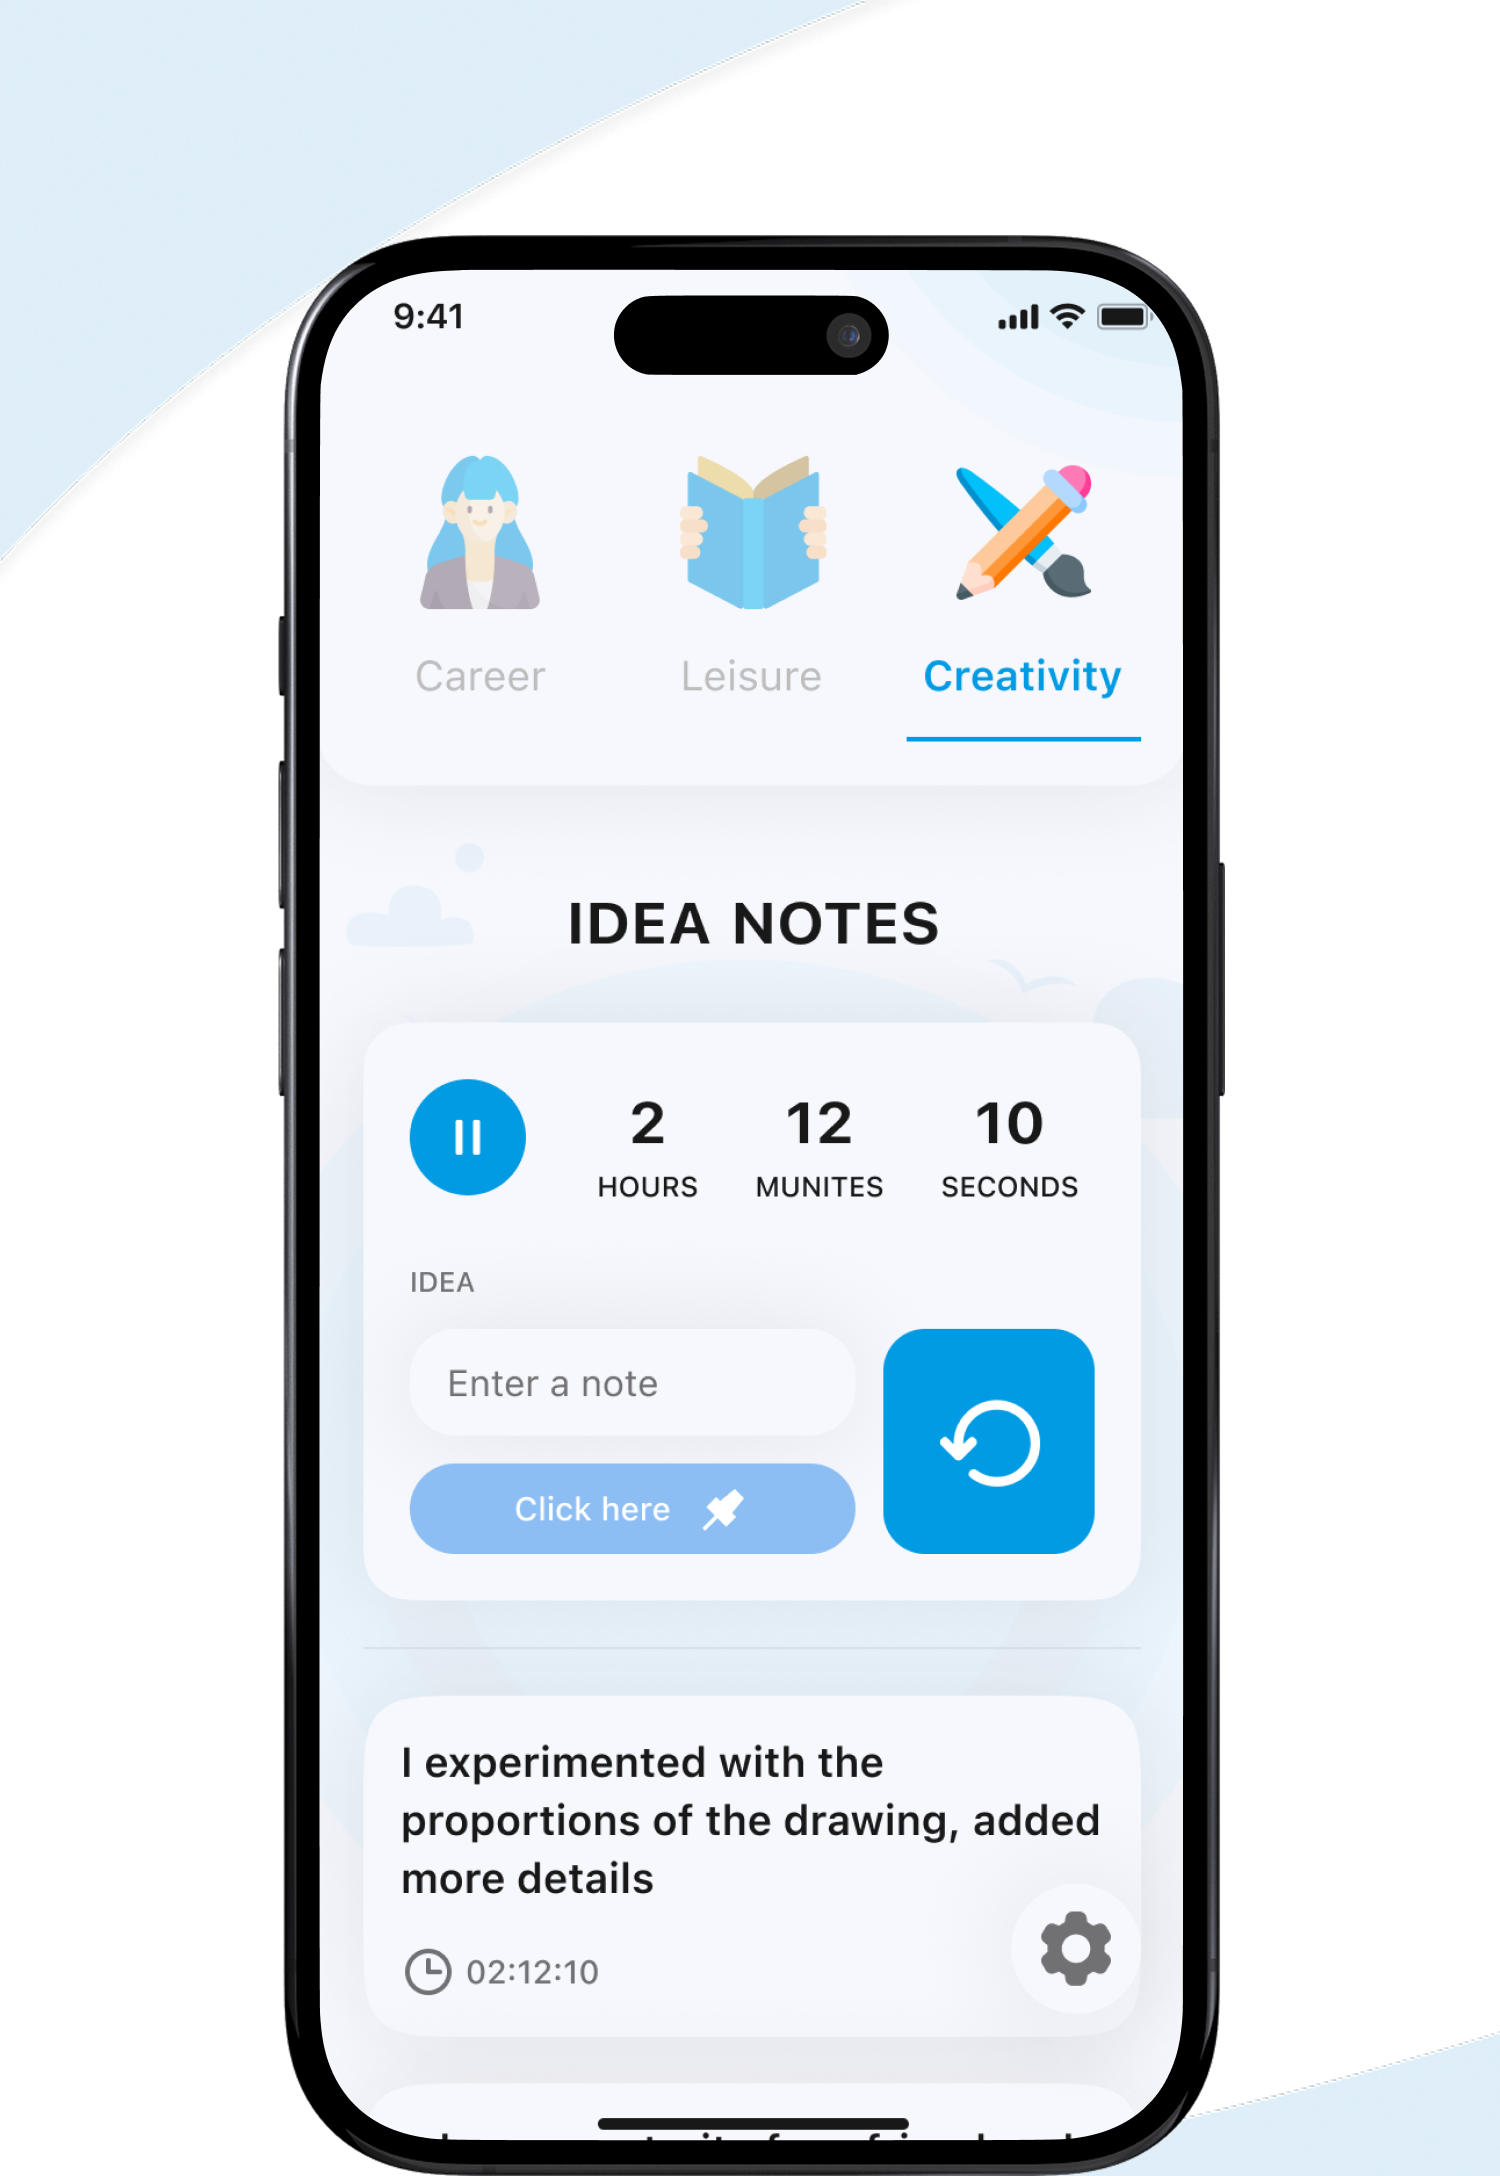 9:41
Career Leisure Creativity
IDEA NOTES
2 12 10
HOURS MUNITES SECONDS
IDEA
Enter a note
Click here
I experimented with the
proportions of the drawing, added
more details
02:12:10